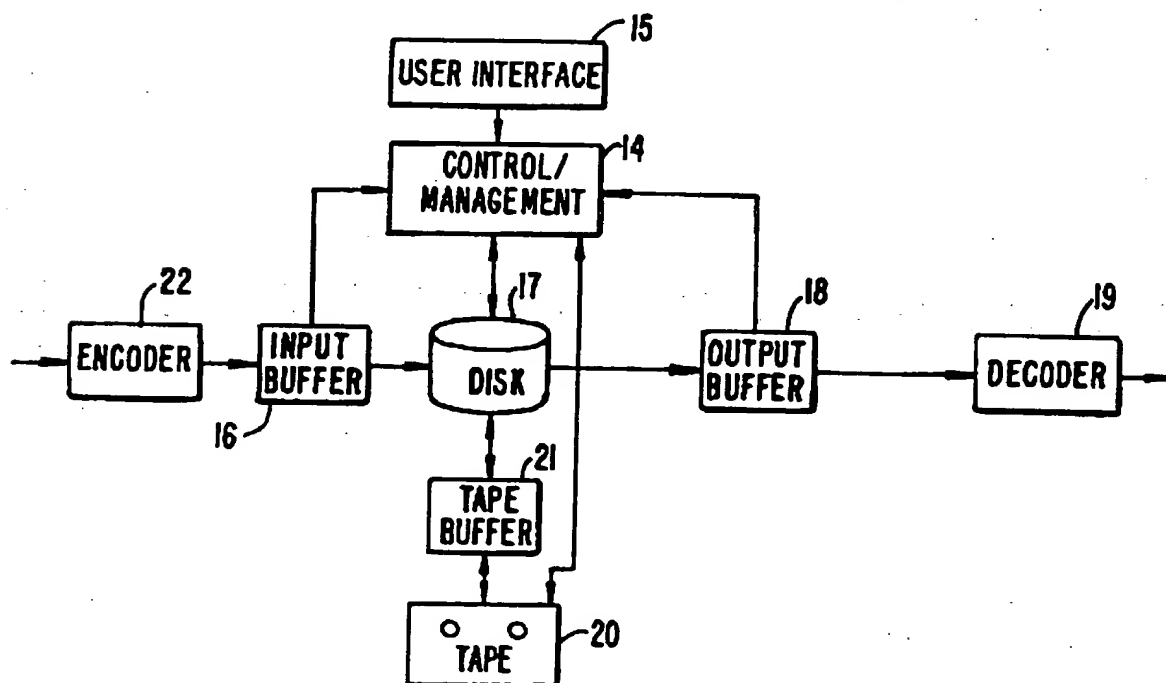 15
USER INTERFACE
14
CONTROL/
MANAGEMENT
22
ENCODER
INPUT
BUFFER
16
17
DISK
18
OUTPUT
BUFFER
19
DECODER
21
TAPE
BUFFER
20
TAPE